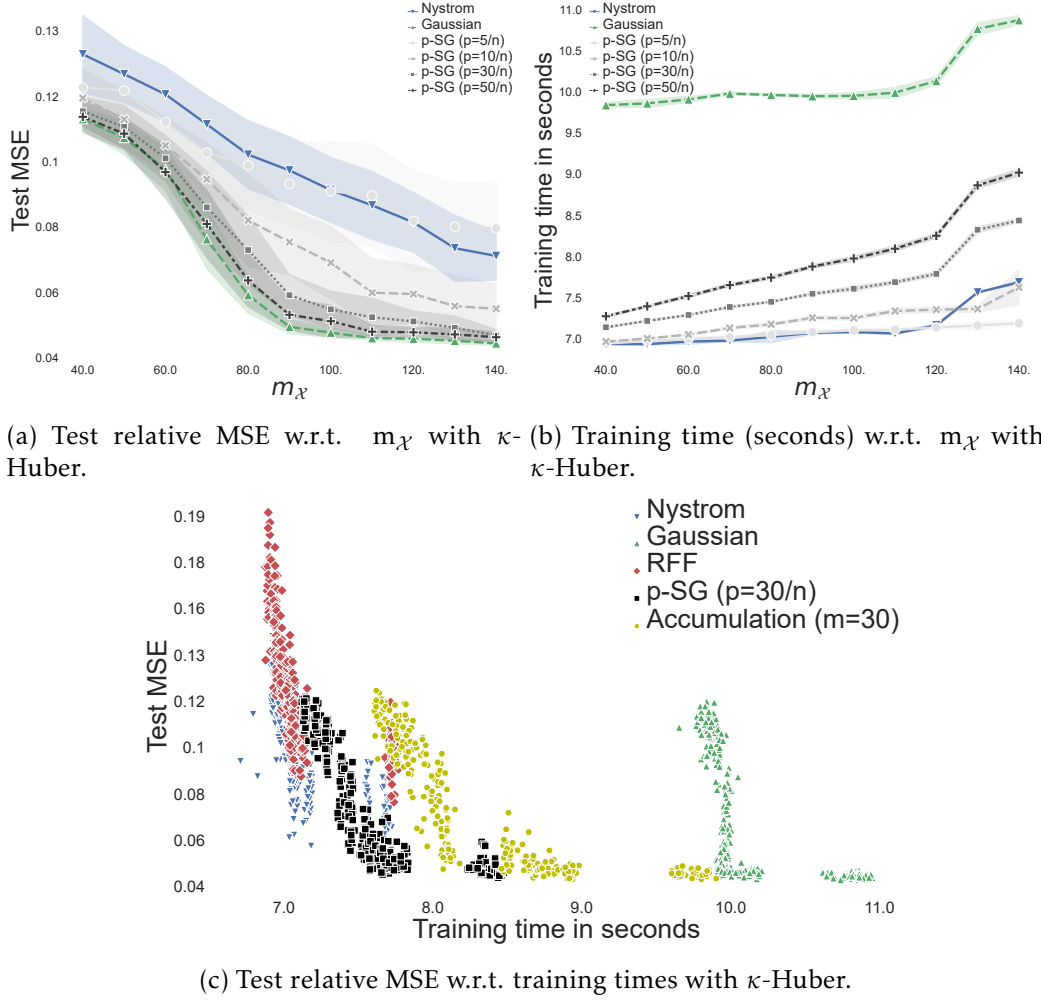 Nystrom
Gaussian
p-SG (p=5/n)
p-SG (p=10/n)
p-SG (p=30/n)
p-SG (p=50/n)
0.13
0.12
0.1
0.08
0.06
0.04
Test MSE
40.0 60.0 80.0 100. 120. 140.
m𝒳
Nystrom
Gaussian
p-SG (p=5/n)
p-SG (p=10/n)
p-SG (p=30/n)
p-SG (p=50/n)
11.0
10.5
10.0
9.5
9.0
8.5
8.0
7.5
7.0
Training time in seconds
40.0 60.0 80.0 100. 120. 140.
m𝒳
(a) Test relative MSE w.r.t. m𝒳 with κ-
Huber.
(b) Training time (seconds) w.r.t. m𝒳 with
κ-Huber.
Nystrom
Gaussian
RFF
p-SG (p=30/n)
Accumulation (m=30)
0.19
0.18
0.16
0.13
0.12
0.1
0.08
0.06
0.04
Test MSE
7.0 8.0 9.0 10.0 11.0
Training time in seconds
(c) Test relative MSE w.r.t. training times with κ-Huber.